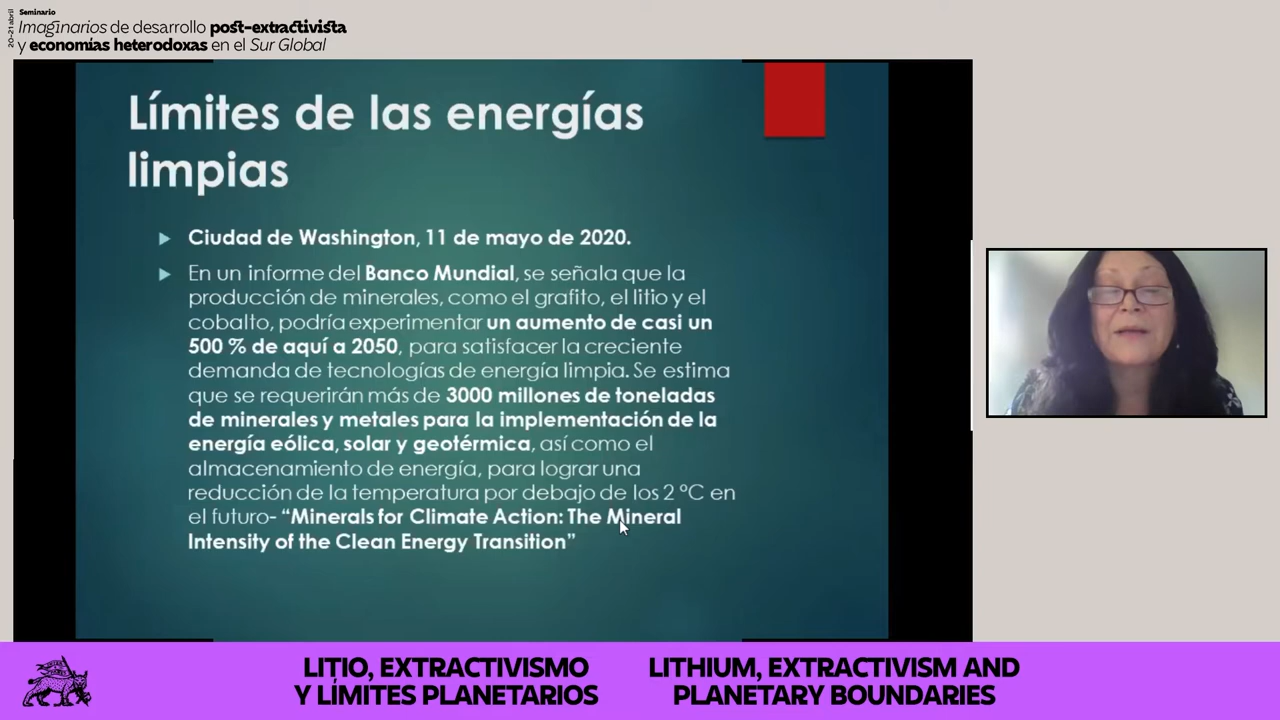 20-21 abril
Seminario
Imaginarios de desarrollo post-extractivista
y economías heterodoxas en el Sur Global
Límites de las energías
limpias
Ciudad de Washington, 11 de mayo de 2020.
En un informe del Banco Mundial, se señala que la
producción de minerales, como el grafito, el litio y el
cobalto, podría experimentar un aumento de casi un
500 % de aquí a 2050, para satisfacer la creciente
demanda de tecnologías de energía limpia. Se estima
que se requerirán más de 3000 millones de toneladas
de minerales y metales para la implementación de la
energía eólica, solar y geotérmica, así como el
almacenamiento de energía, para lograr una
reducción de la temperatura por debajo de los 2 °C en
el futuro- “Minerals for Climate Action: The Mineral
Intensity of the Clean Energy Transition”
LITIO, EXTRACTIVISMO
Y LÍMITES PLANETARIOS
LITHIUM, EXTRACTIVISM AND
PLANETARY BOUNDARIES